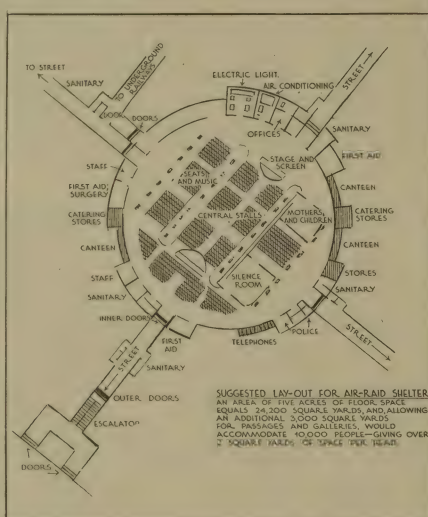 TO STREET
SANITARY
TO UNDERGROUND
RAILWAYS
DOOR
DOORS
ELECTRIC LIGHT.
AIR CONDITIONING
STREET
OFFICES
SANITARY
FIRST AID
STAGE AND
SCREEN
STAFF
SEATS
AND MUSIC
FIRST AID,
SURGERY
CANTEEN
CATERING
STORES
CENTRAL STALLS
MOTHERS
AND CHILDREN
CATERING
STORES
CANTEEN
CANTEEN
STAFF
SILENCE
ROOM
STORES
SANITARY
SANITARY
INNER DOORS
FIRST
AID
TELEPHONES
POLICE
STREET
STREET
SANITARY
OUTER DOORS
ESCALATOR
DOORS
SUGGESTED LAY-OUT FOR AIR-RAID SHELTER
AN AREA OF FIVE ACRES OF FLOOR SPACE
EQUALS 24,200 SQUARE YARDS, AND, ALLOWING
AN ADDITIONAL 3,000 SQUARE YARDS
FOR PASSAGES AND GALLERIES, WOULD
ACCOMMODATE 10,000 PEOPLE—GIVING OVER
2 SQUARE YARDS OF SPACE PER HEAD.